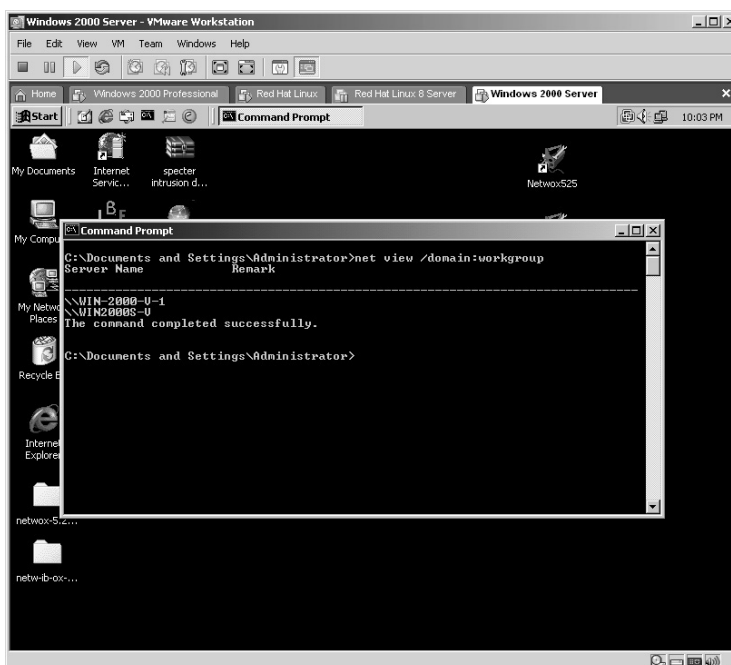 Windows 2000 Server - VMware Workstation
File Edit View VM Team Windows Help
Home Windows 2000 Professional Red Hat Linux Red Hat Linux 8 Server Windows 2000 Server
Start Command Prompt 10:03 PM
My Documents
Internet Servic...
specter intrusion d...
Netwox525
My Compu
Command Prompt
C:\Documents and Settings\Administrator>net view /domain:workgroup
Server Name Remark
-------------------------------------------------------------------------------
\\WIN-2000-V-1
\\WIN2000S-V
The command completed successfully.
C:\Documents and Settings\Administrator>
My Netwo
Places
Recycle B
Internet
Explorer
netwox-5.2...
netw-ib-ox-...